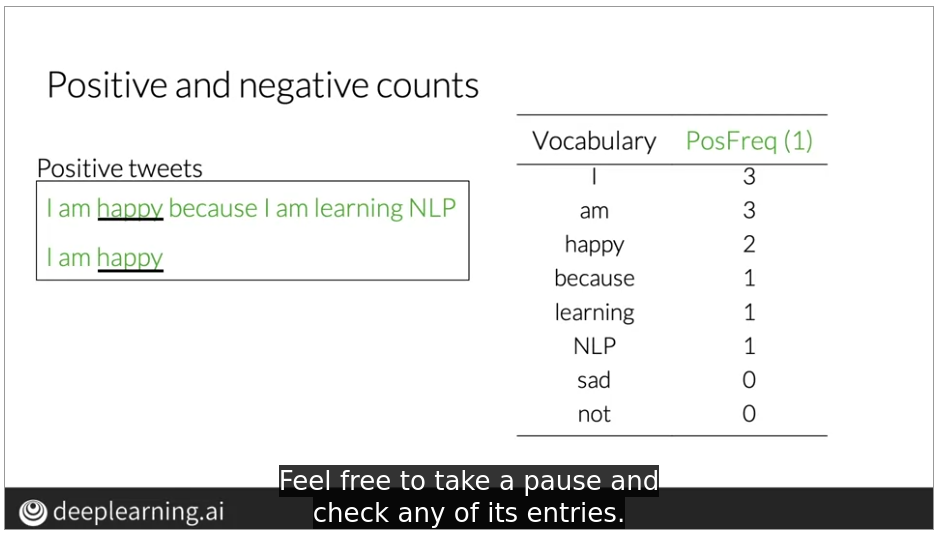 Positive and negative counts
Positive tweets
I am happy because I am learning NLP
I am happy
Vocabulary PosFreq (1)
I 3
am 3
happy 2
because 1
learning 1
NLP 1
sad 0
not 0
Feel free to take a pause and
check any of its entries.
deeplearning.ai